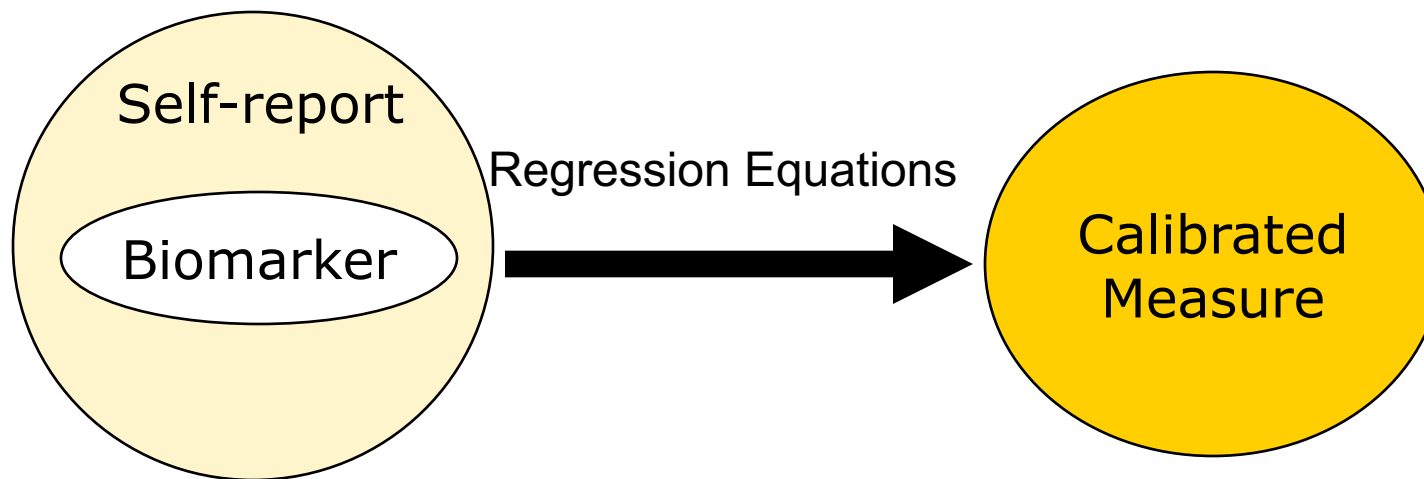 Self-report
Biomarker
Regression Equations
Calibrated
Measure